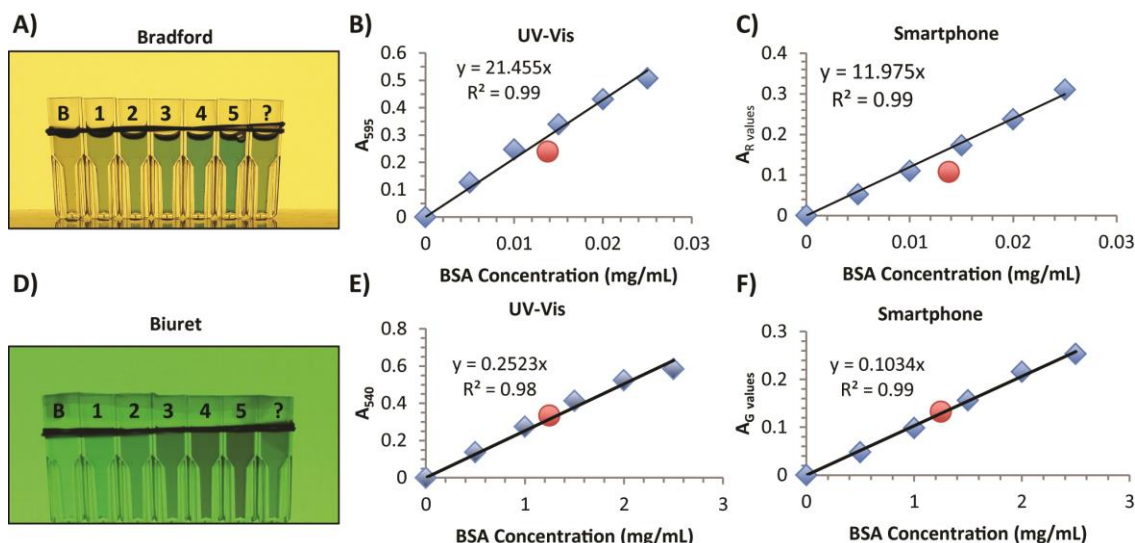 A)
Bradford
B 1 2 3 4 5 ?
B)
UV-Vis
y = 21.455x
R² = 0.99
A595
0.6
0.5
0.4
0.3
0.2
0.1
0
0 0.01 0.02 0.03
BSA Concentration (mg/mL)
C)
Smartphone
y = 11.975x
R² = 0.99
AR values
0.4
0.3
0.2
0.1
0
0 0.01 0.02 0.03
BSA Concentration (mg/mL)
D)
Biuret
B 1 2 3 4 5 ?
E)
UV-Vis
y = 0.2523x
R² = 0.98
A540
0.8
0.6
0.4
0.2
0
0 1 2 3
BSA Concentration (mg/mL)
F)
Smartphone
y = 0.1034x
R² = 0.99
AG values
0.3
0.2
0.1
0
0 1 2 3
BSA Concentration (mg/mL)